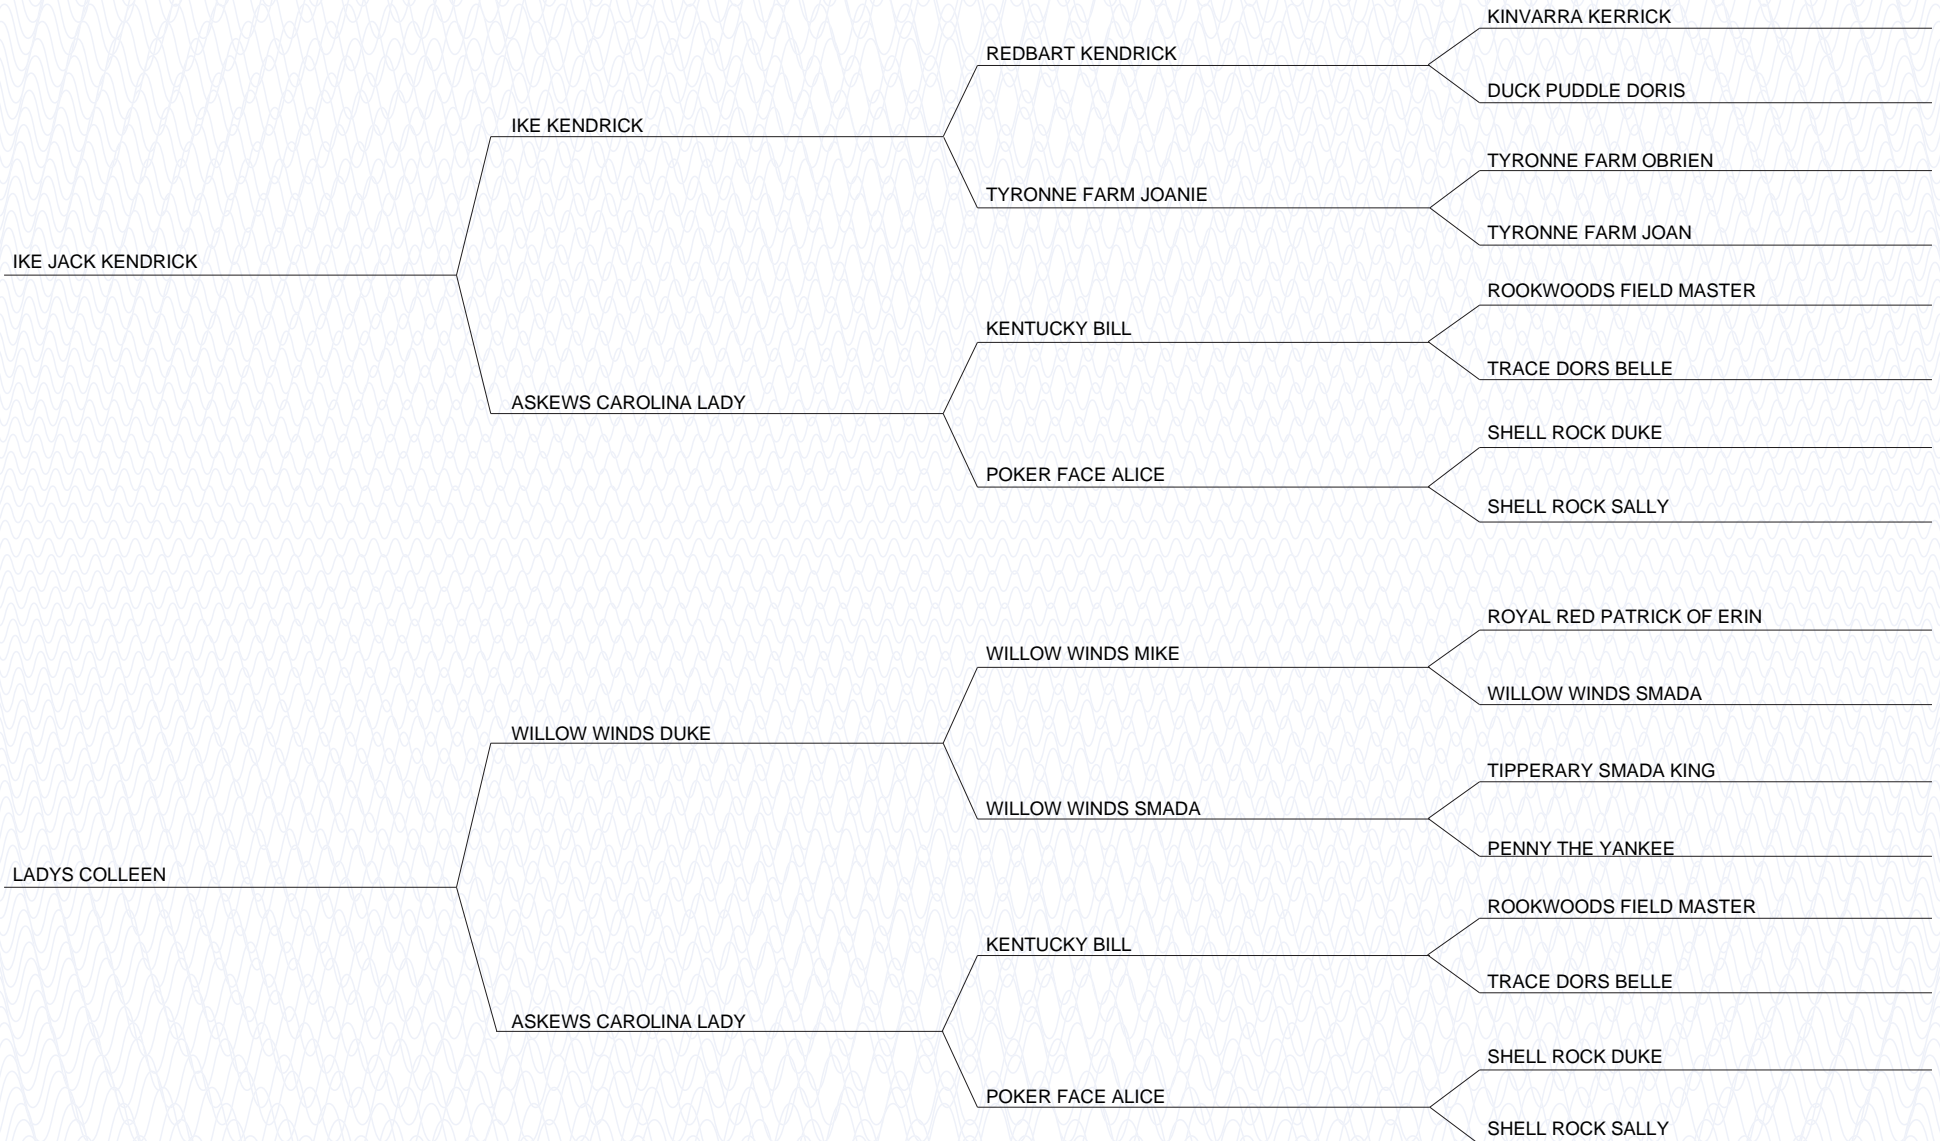 KINVARRA KERRICK
REDBART KENDRICK
DUCK PUDDLE DORIS
IKE KENDRICK
TYRONNE FARM OBRIEN
TYRONNE FARM JOANIE
TYRONNE FARM JOAN
IKE JACK KENDRICK
ROOKWOODS FIELD MASTER
KENTUCKY BILL
TRACE DORS BELLE
ASKEWS CAROLINA LADY
SHELL ROCK DUKE
POKER FACE ALICE
SHELL ROCK SALLY
ROYAL RED PATRICK OF ERIN
WILLOW WINDS MIKE
WILLOW WINDS SMADA
WILLOW WINDS DUKE
TIPPERARY SMADA KING
WILLOW WINDS SMADA
PENNY THE YANKEE
LADYS COLLEEN
ROOKWOODS FIELD MASTER
KENTUCKY BILL
TRACE DORS BELLE
ASKEWS CAROLINA LADY
SHELL ROCK DUKE
POKER FACE ALICE
SHELL ROCK SALLY